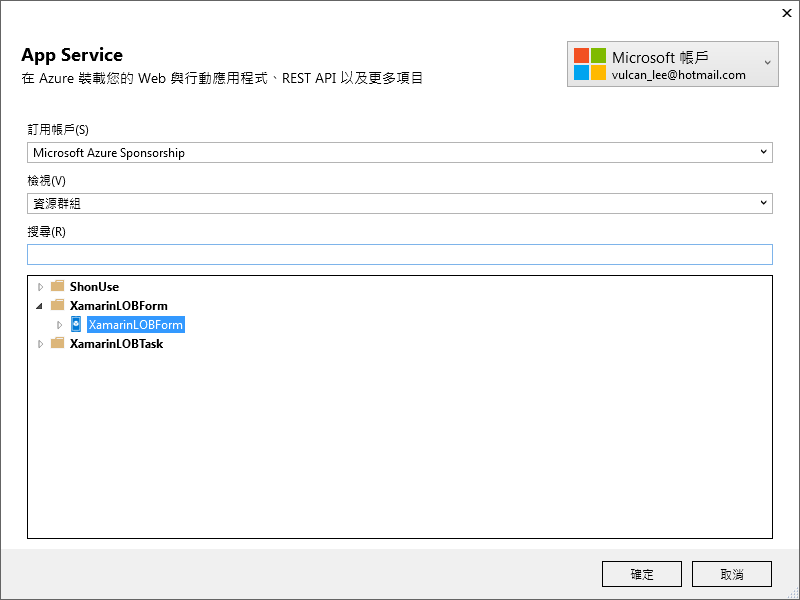 App Service
在 Azure 裝載您的 Web 與行動應用程式、REST API 以及更多項目
Microsoft 帳戶
vulcan_lee@hotmail.com
訂用帳戶(S)
Microsoft Azure Sponsorship
檢視(V)
資源群組
搜尋(R)
ShonUse
XamarinLOBForm
XamarinLOBForm
XamarinLOBTask
確定
取消